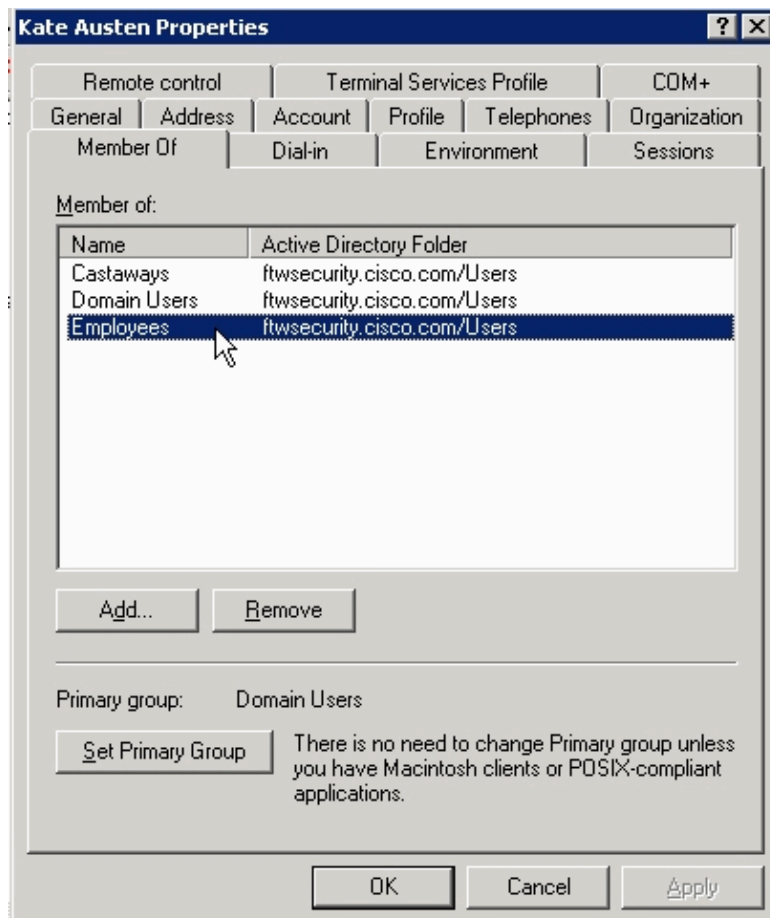 Kate Austen Properties
Remote control Terminal Services Profile COM+
General Address Account Profile Telephones Organization
Member Of Dial-in Environment Sessions
Member of:
Name Active Directory Folder
Castaways ftwsecurity.cisco.com/Users
Domain Users ftwsecurity.cisco.com/Users
Employees ftwsecurity.cisco.com/Users
Add... Remove
Primary group: Domain Users
Set Primary Group
There is no need to change Primary group unless
you have Macintosh clients or POSIX-compliant
applications.
OK Cancel Apply